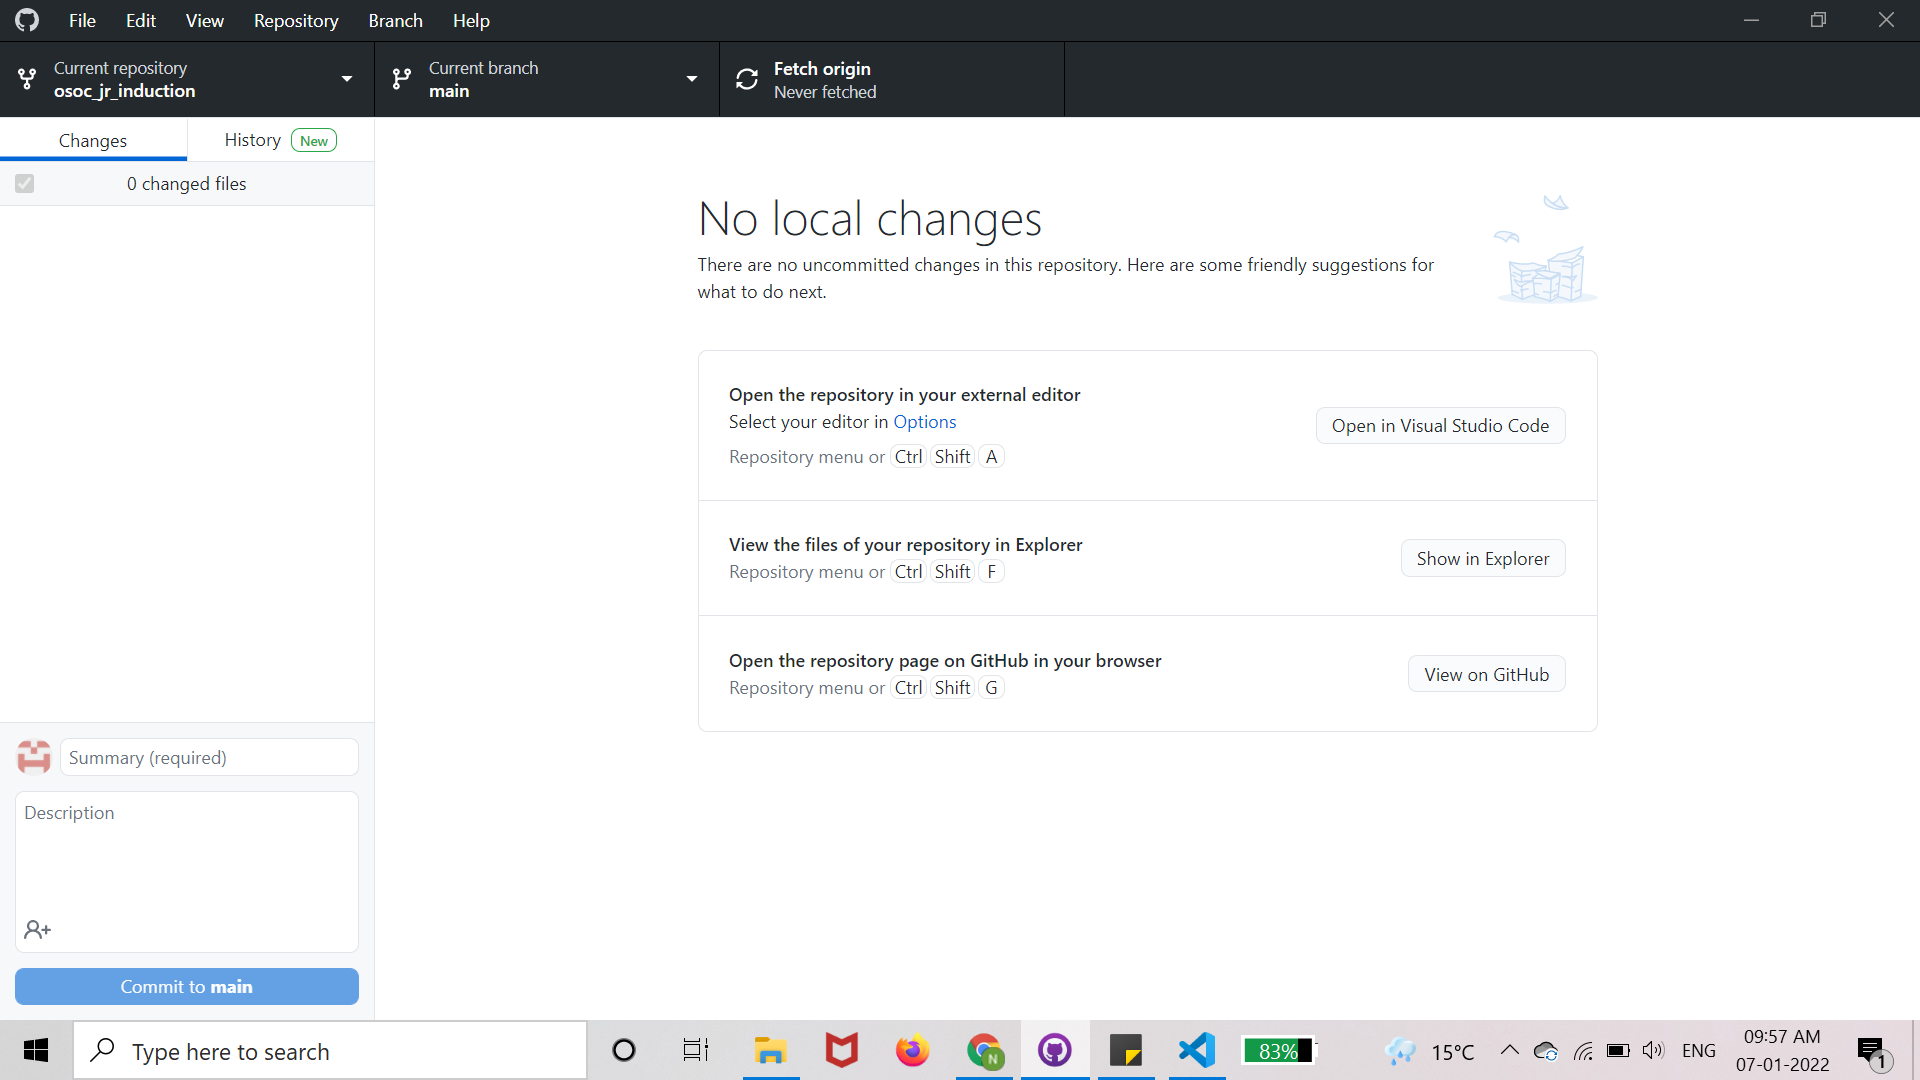 File Edit View Repository Branch Help
Current repository
osoc_jr_induction
Current branch
main
Fetch origin
Never fetched
Changes
History New
0 changed files
No local changes
There are no uncommitted changes in this repository. Here are some friendly suggestions for
what to do next.
Open the repository in your external editor
Select your editor in Options
Repository menu or Ctrl Shift A
Open in Visual Studio Code
View the files of your repository in Explorer
Repository menu or Ctrl Shift F
Show in Explorer
Open the repository page on GitHub in your browser
Repository menu or Ctrl Shift G
View on GitHub
Summary (required)
Description
Commit to main
Type here to search
N
83%
15°C
ENG
09:57 AM
07-01-2022
1